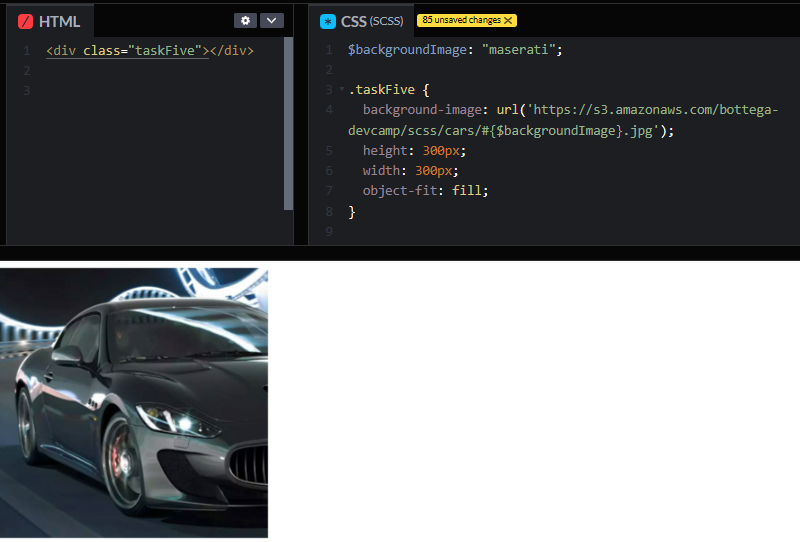 HTML
1 <div class="taskFive"></div>
2
3
CSS (SCSS)
85 unsaved changes X
1 $backgroundImage: "maserati";
2
3 .taskFive {
4 background-image: url('https://s3.amazonaws.com/bottega-
devcamp/scss/cars/#{$backgroundImage}.jpg');
5 height: 300px;
6 width: 300px;
7 object-fit: fill;
8 }
9